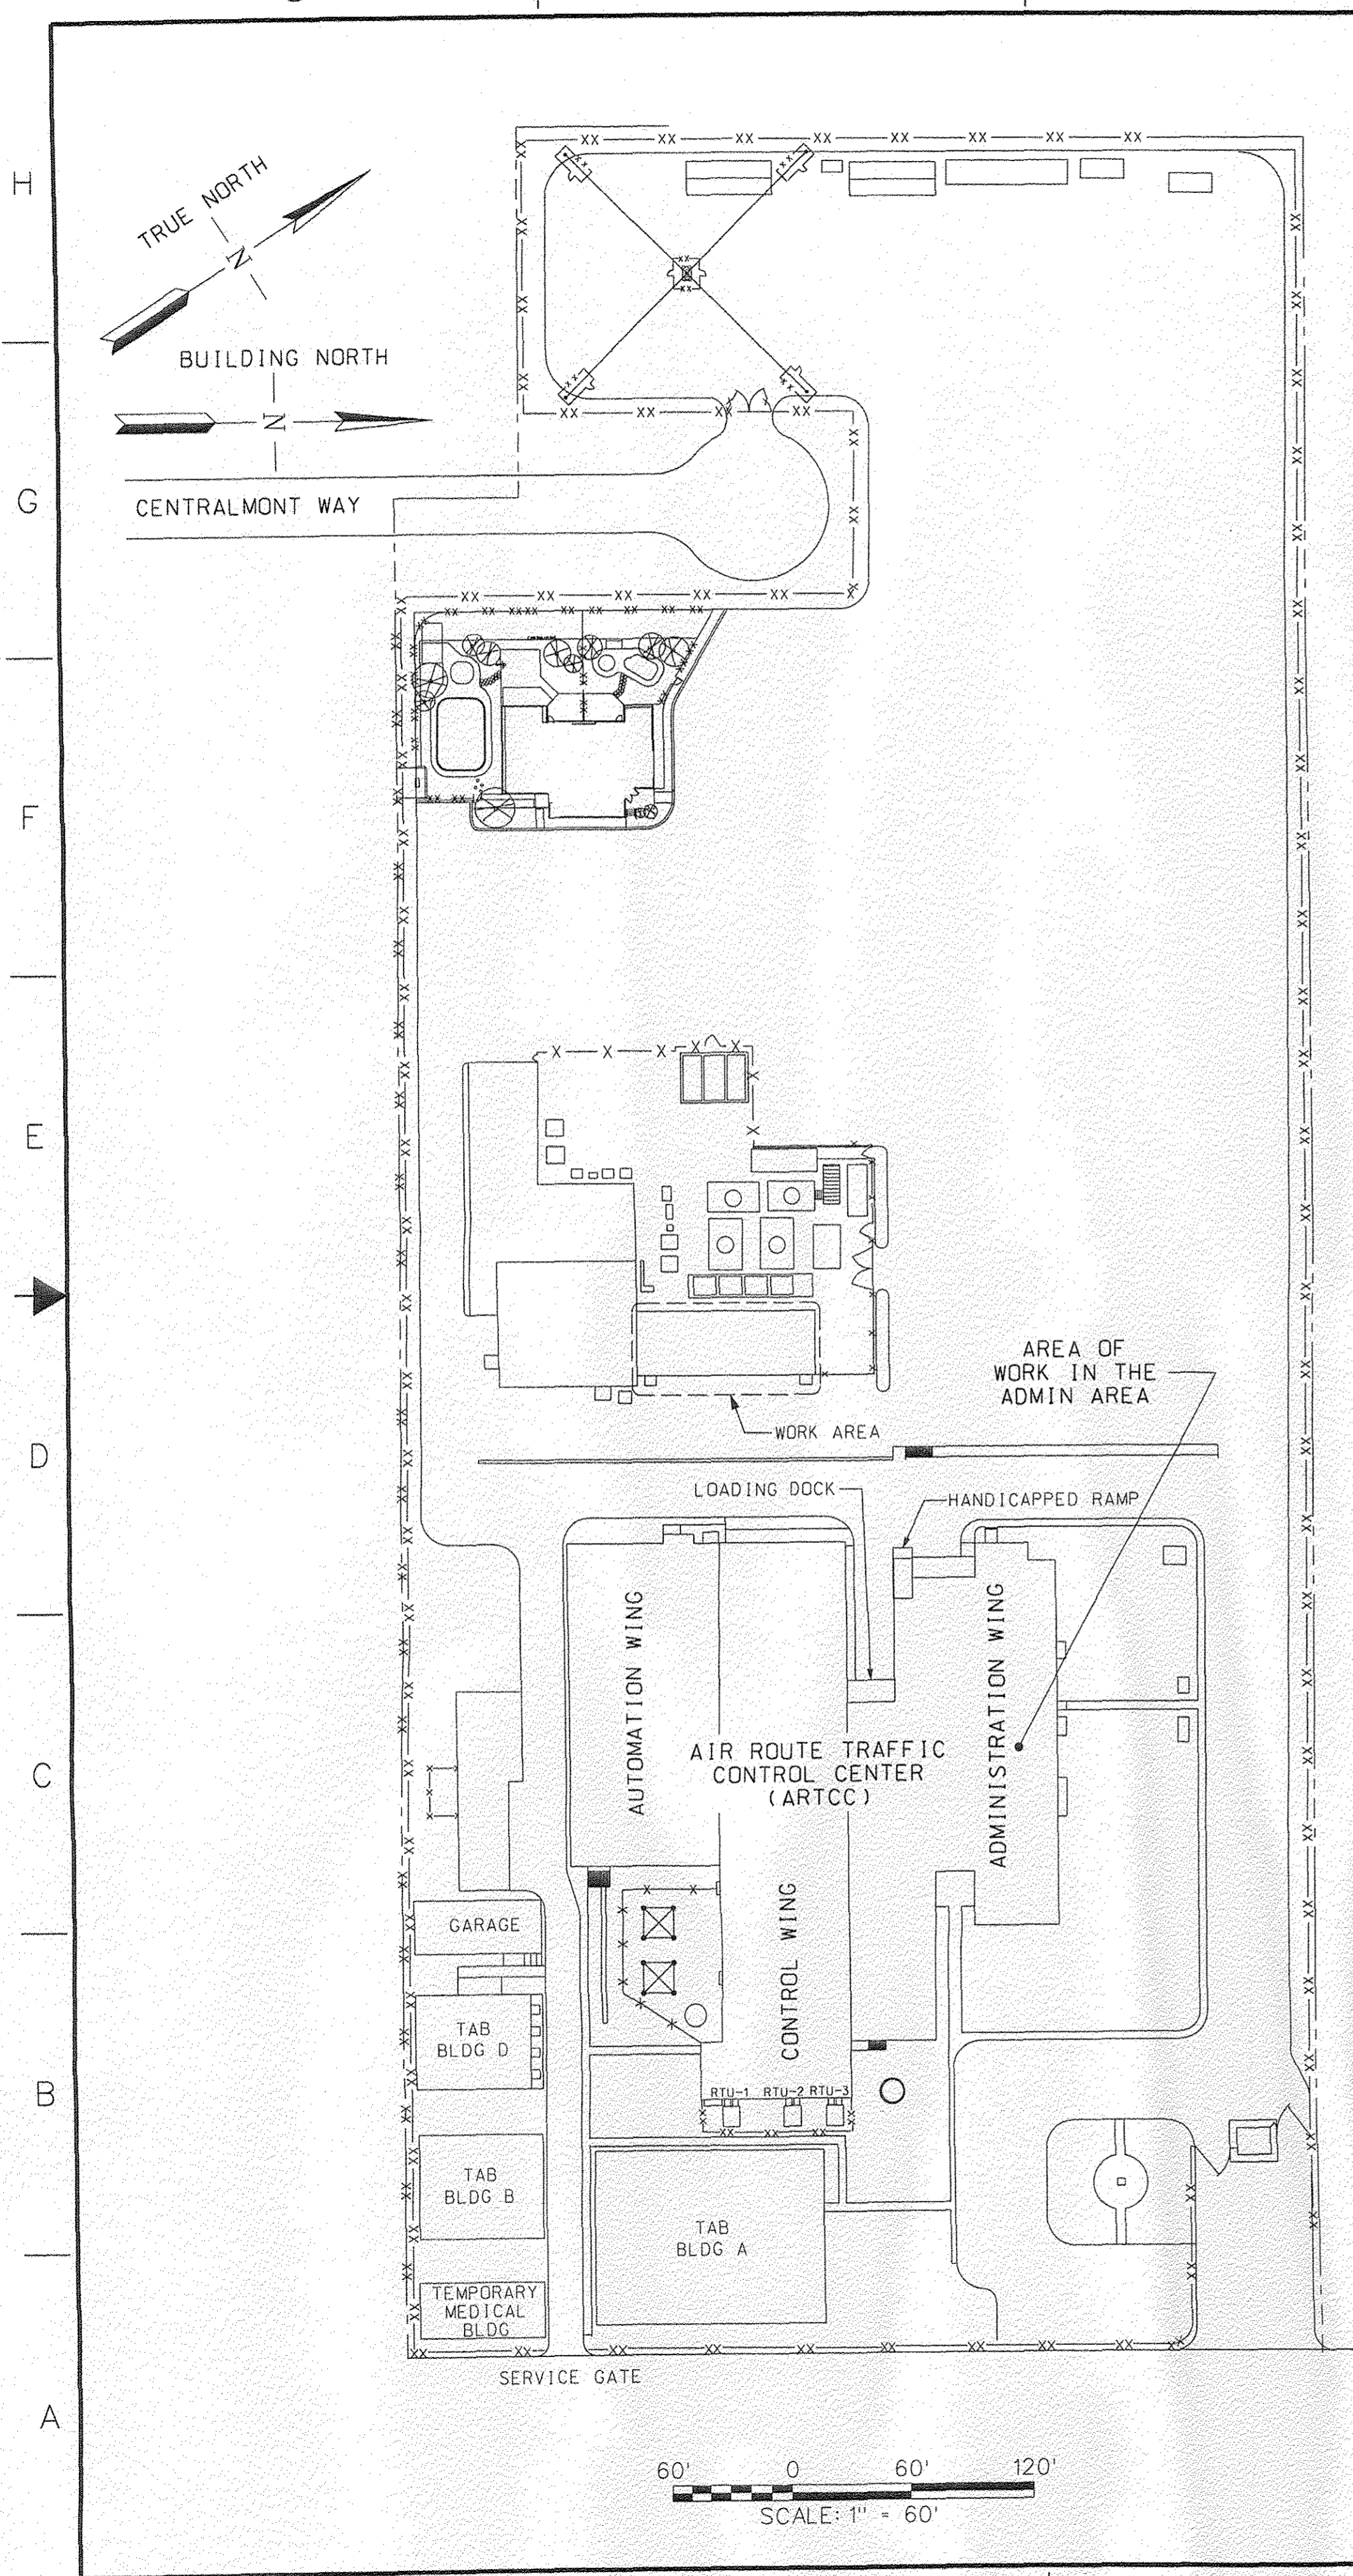 H
TRUE NORTH
N
BUILDING NORTH
N
G
CENTRALMONT WAY
F
E
AREA OF
WORK IN THE
ADMIN AREA
WORK AREA
D
LOADING DOCK
HANDICAPPED RAMP
AUTOMATION WING
ADMINISTRATION WING
AIR ROUTE TRAFFIC
CONTROL CENTER
(ARTCC)
C
CONTROL WING
GARAGE
TAB
BLDG D
B
RTU-1 RTU-2 RTU-3
TAB
BLDG B
TAB
BLDG A
TEMPORARY
MEDICAL
BLDG
SERVICE GATE
A
60' 0 60' 120'
SCALE: 1" = 60'